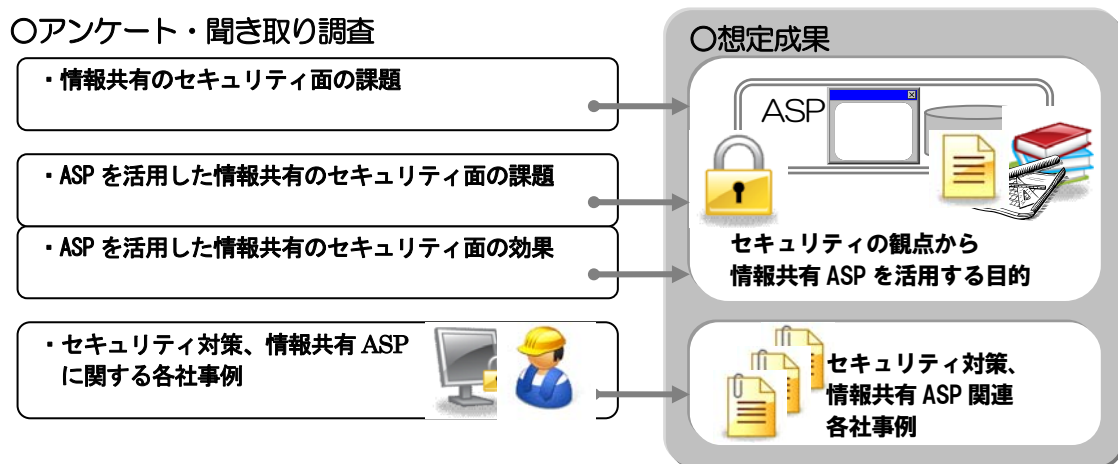 〇アンケート・聞き取り調査
・情報共有のセキュリティ面の課題
・ASP を活用した情報共有のセキュリティ面の課題
・ASP を活用した情報共有のセキュリティ面の効果
・セキュリティ対策、情報共有 ASP
に関する各社事例
〇想定成果
ASP
セキュリティの観点から
情報共有 ASP を活用する目的
セキュリティ対策、
情報共有 ASP 関連
各社事例